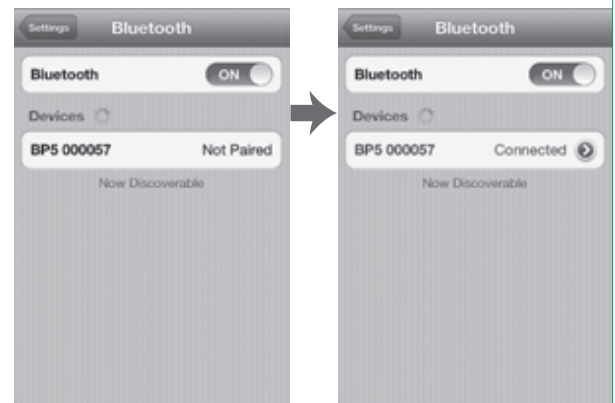 Settings Bluetooth
Bluetooth ON
Devices
BP5 000057 Not Paired
Now Discoverable
Settings Bluetooth
Bluetooth ON
Devices
BP5 000057 Connected
Now Discoverable